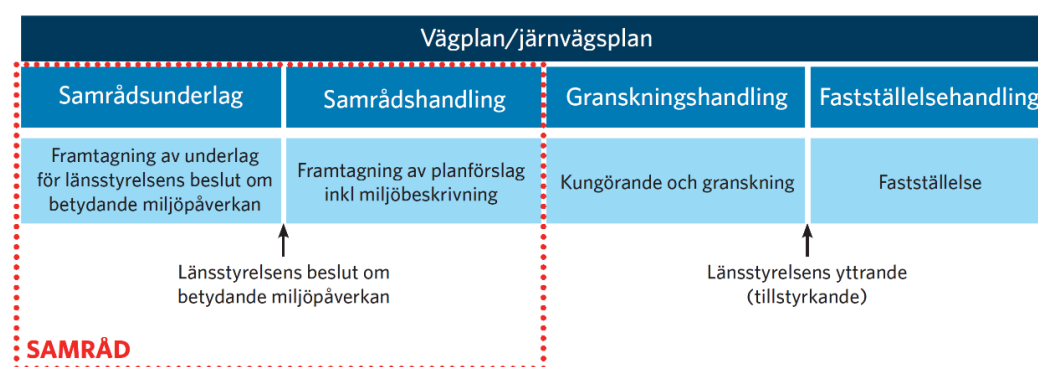 Vägplan/järnvägsplan
Samrådsunderlag
Samrådshandling
Granskningshandling
Fastställelsehandling
Framtagning av underlag
för länsstyrelsens beslut om
betydande miljöpåverkan
Framtagning av planförslag
inkl miljöbeskrivning
Kungörande och granskning
Fastställelse
Länsstyrelsens beslut om
betydande miljöpåverkan
Länsstyrelsens yttrande
(tillstyrkande)
SAMRÅD